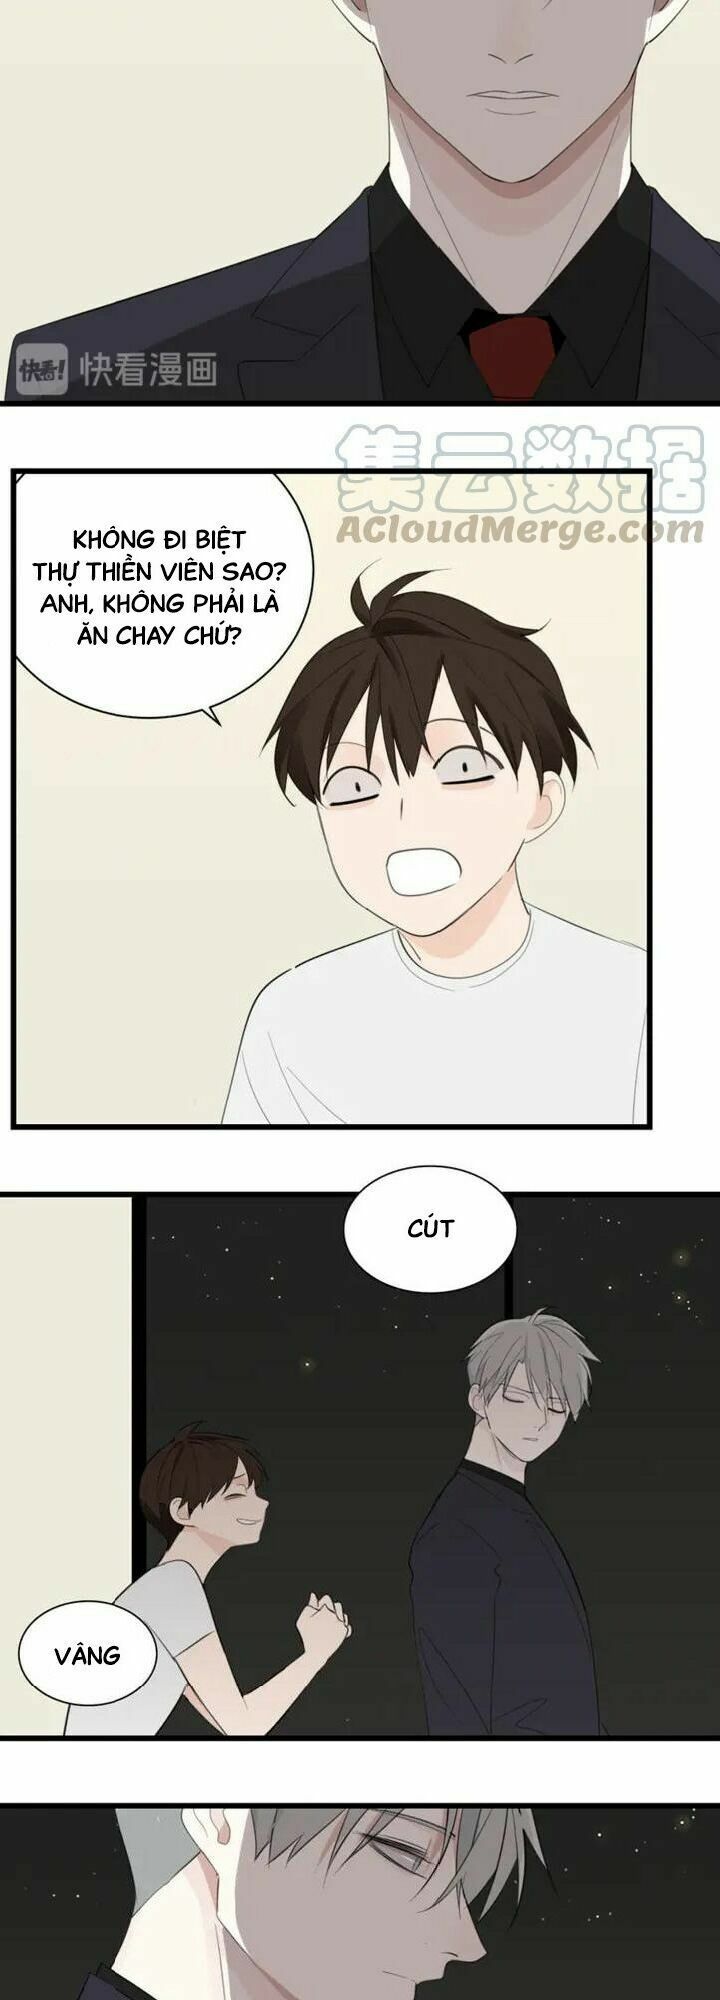 快看! 快看漫画
集云数据
ACloudMerge.com
KHÔNG ĐI BIỆT
THỰ THIỀN VIÊN SAO?
ANH, KHÔNG PHẢI LÀ
ĂN CHAY CHỨ?
CÚT
VÂNG